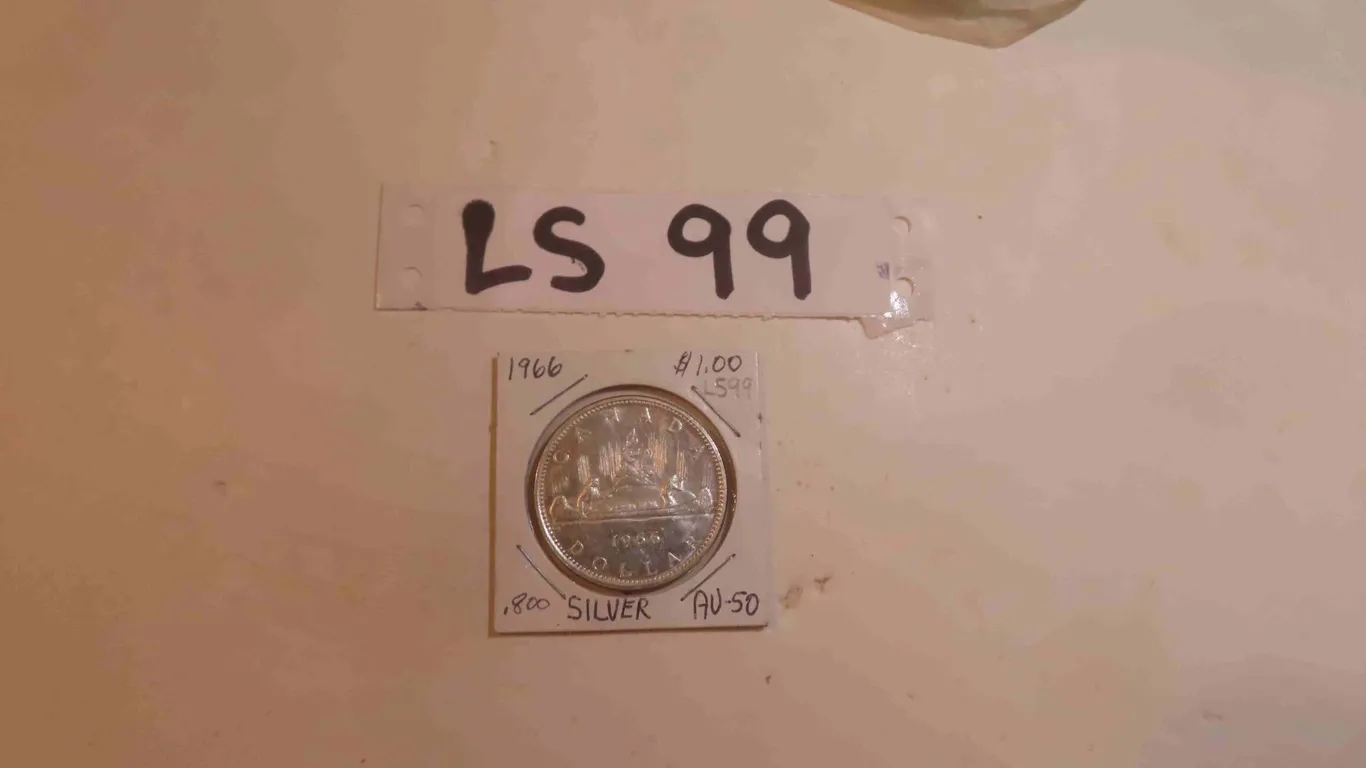 LS 99
1966 $1.00
LS99
CANADA
1966
DOLLAR
.800 SILVER AU-50